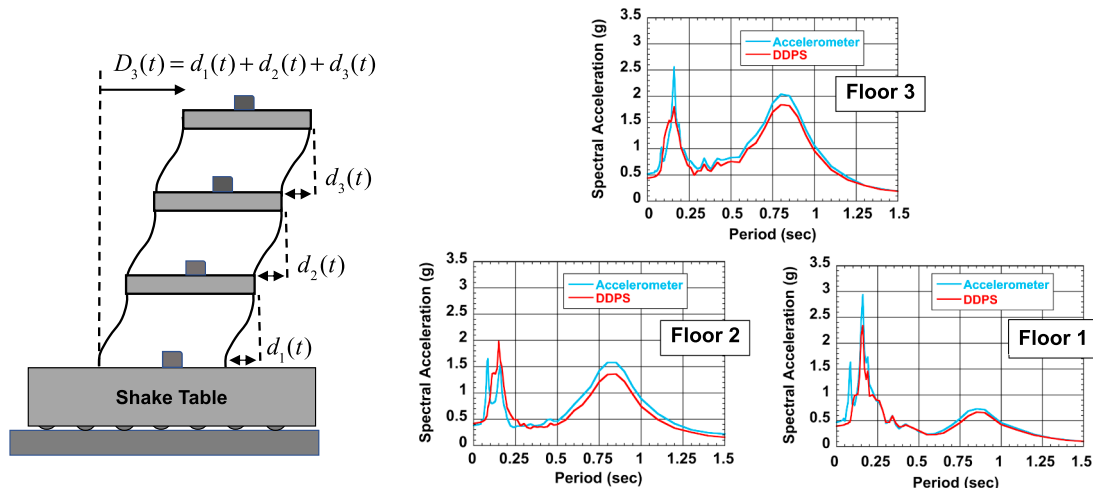 D₃(t) = d₁(t) + d₂(t) + d₃(t)
d₃(t)
d₂(t)
d₁(t)
Shake Table
Spectral Acceleration (g)
3.5
3
2.5
2
1.5
1
0.5
0
Accelerometer
DDPS
Floor 3
0 0.25 0.5 0.75 1 1.25 1.5
Period (sec)
Spectral Acceleration (g)
3.5
3
2.5
2
1.5
1
0.5
0
Accelerometer
DDPS
Floor 2
0 0.25 0.5 0.75 1 1.25 1.5
Period (sec)
Spectral Acceleration (g)
3.5
3
2.5
2
1.5
1
0.5
0
Accelerometer
DDPS
Floor 1
0 0.25 0.5 0.75 1 1.25 1.5
Period (sec)